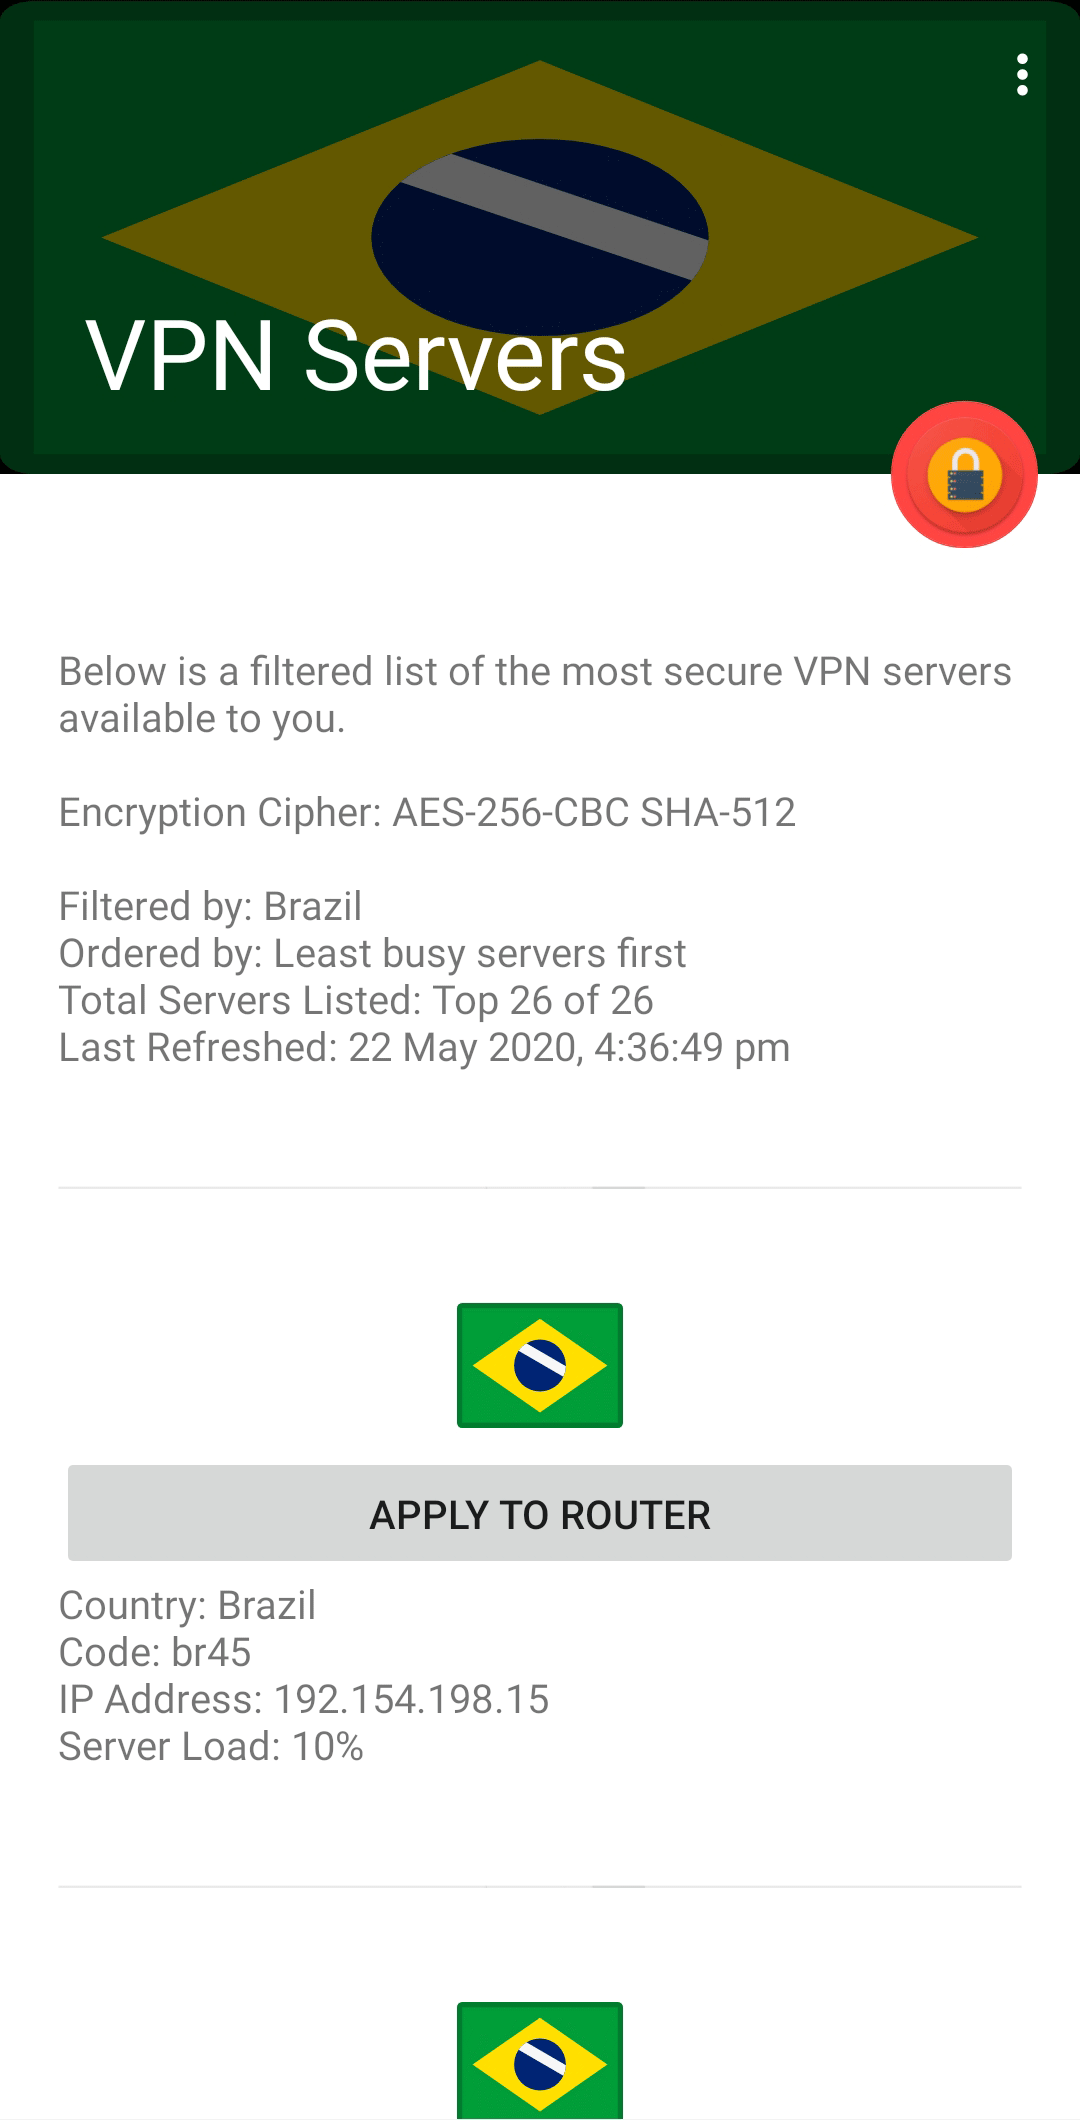 VPN Servers
Below is a filtered list of the most secure VPN servers
available to you.
Encryption Cipher: AES-256-CBC SHA-512
Filtered by: Brazil
Ordered by: Least busy servers first
Total Servers Listed: Top 26 of 26
Last Refreshed: 22 May 2020, 4:36:49 pm
APPLY TO ROUTER
Country: Brazil
Code: br45
IP Address: 192.154.198.15
Server Load: 10%